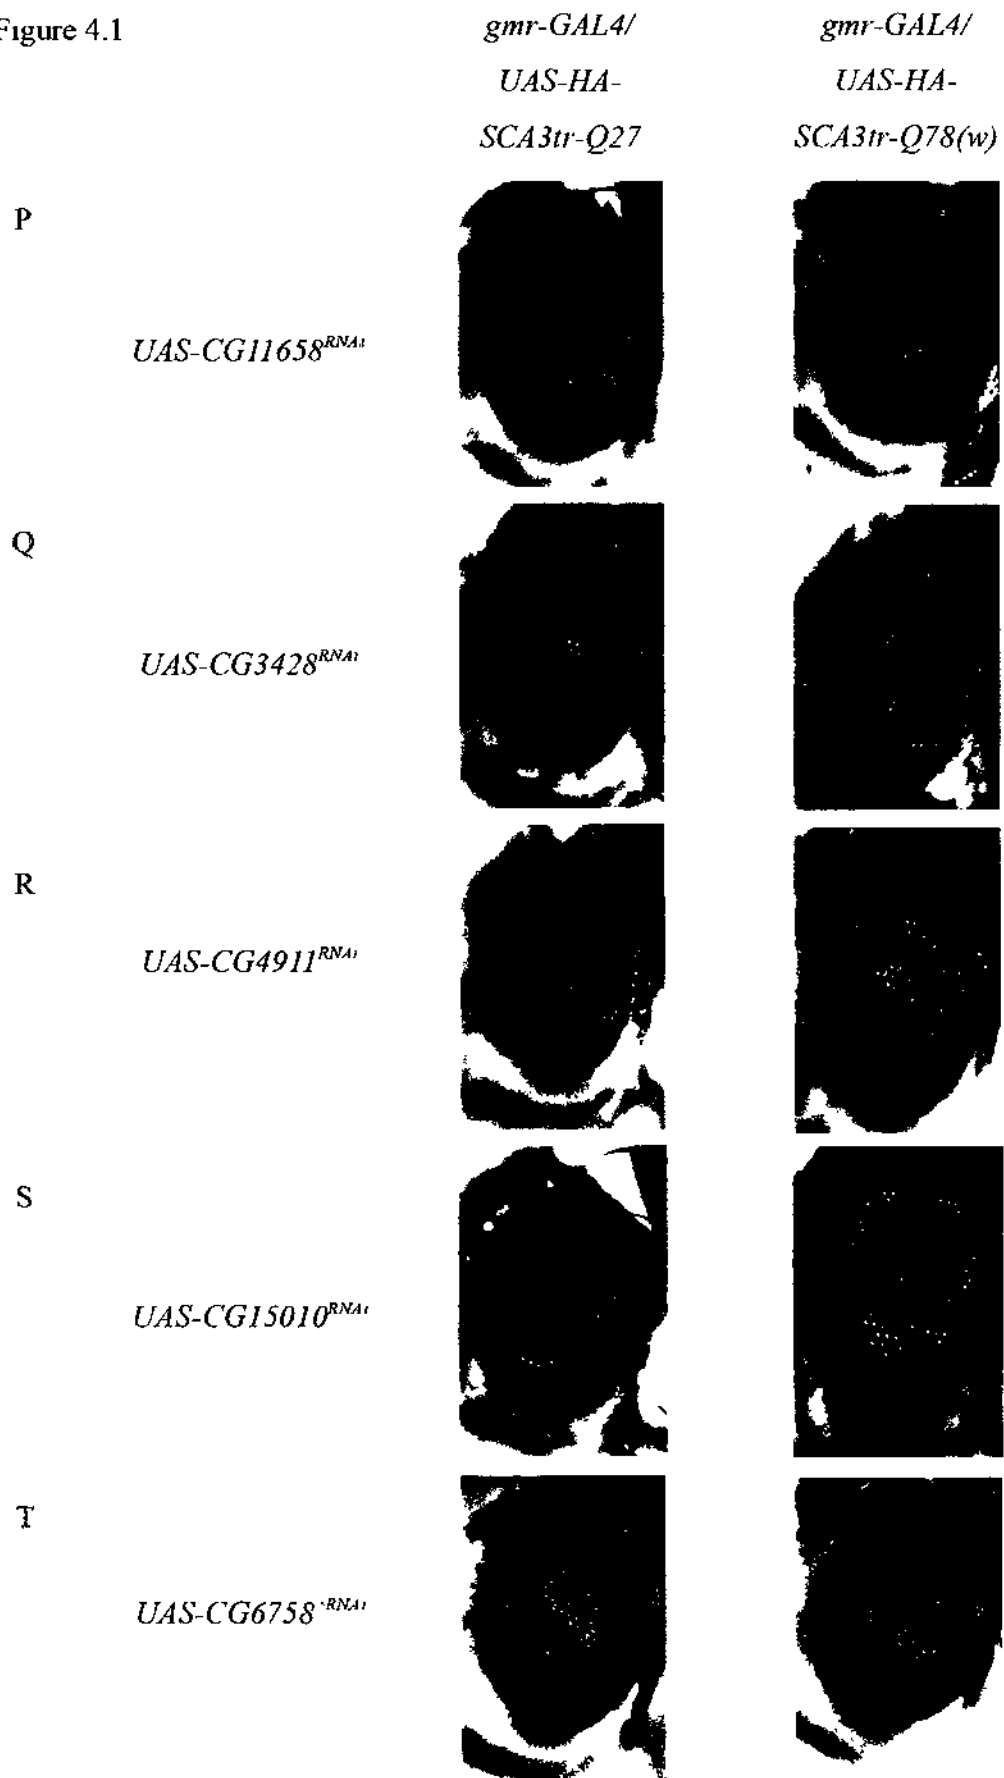 Figure 4.1
gmr-GAL4/
UAS-HA-
SCA3tr-Q27
gmr-GAL4/
UAS-HA-
SCA3tr-Q78(w)
P
UAS-CG11658RNAi
Q
UAS-CG3428RNAi
R
UAS-CG4911RNAi
S
UAS-CG15010RNAi
T
UAS-CG6758RNAi